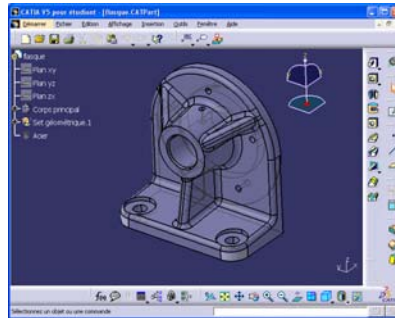 CATIA V5 pour étudiant - [flasque.CATPart]
Démarrer Fichier Edition Affichage Insertion Outils Fenêtre Aide
flasque
Plan xy
Plan yz
Plan zx
Corps principal
Set géométrique.1
Acier
Sélectionnez un objet ou une commande